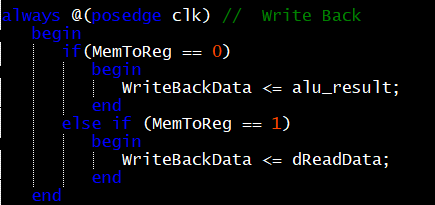 always @(posedge clk) // Write Back
begin
if(MemToReg == 0)
begin
WriteBackData <= alu_result;
end
else if (MemToReg == 1)
begin
WriteBackData <= dReadData;
end
end